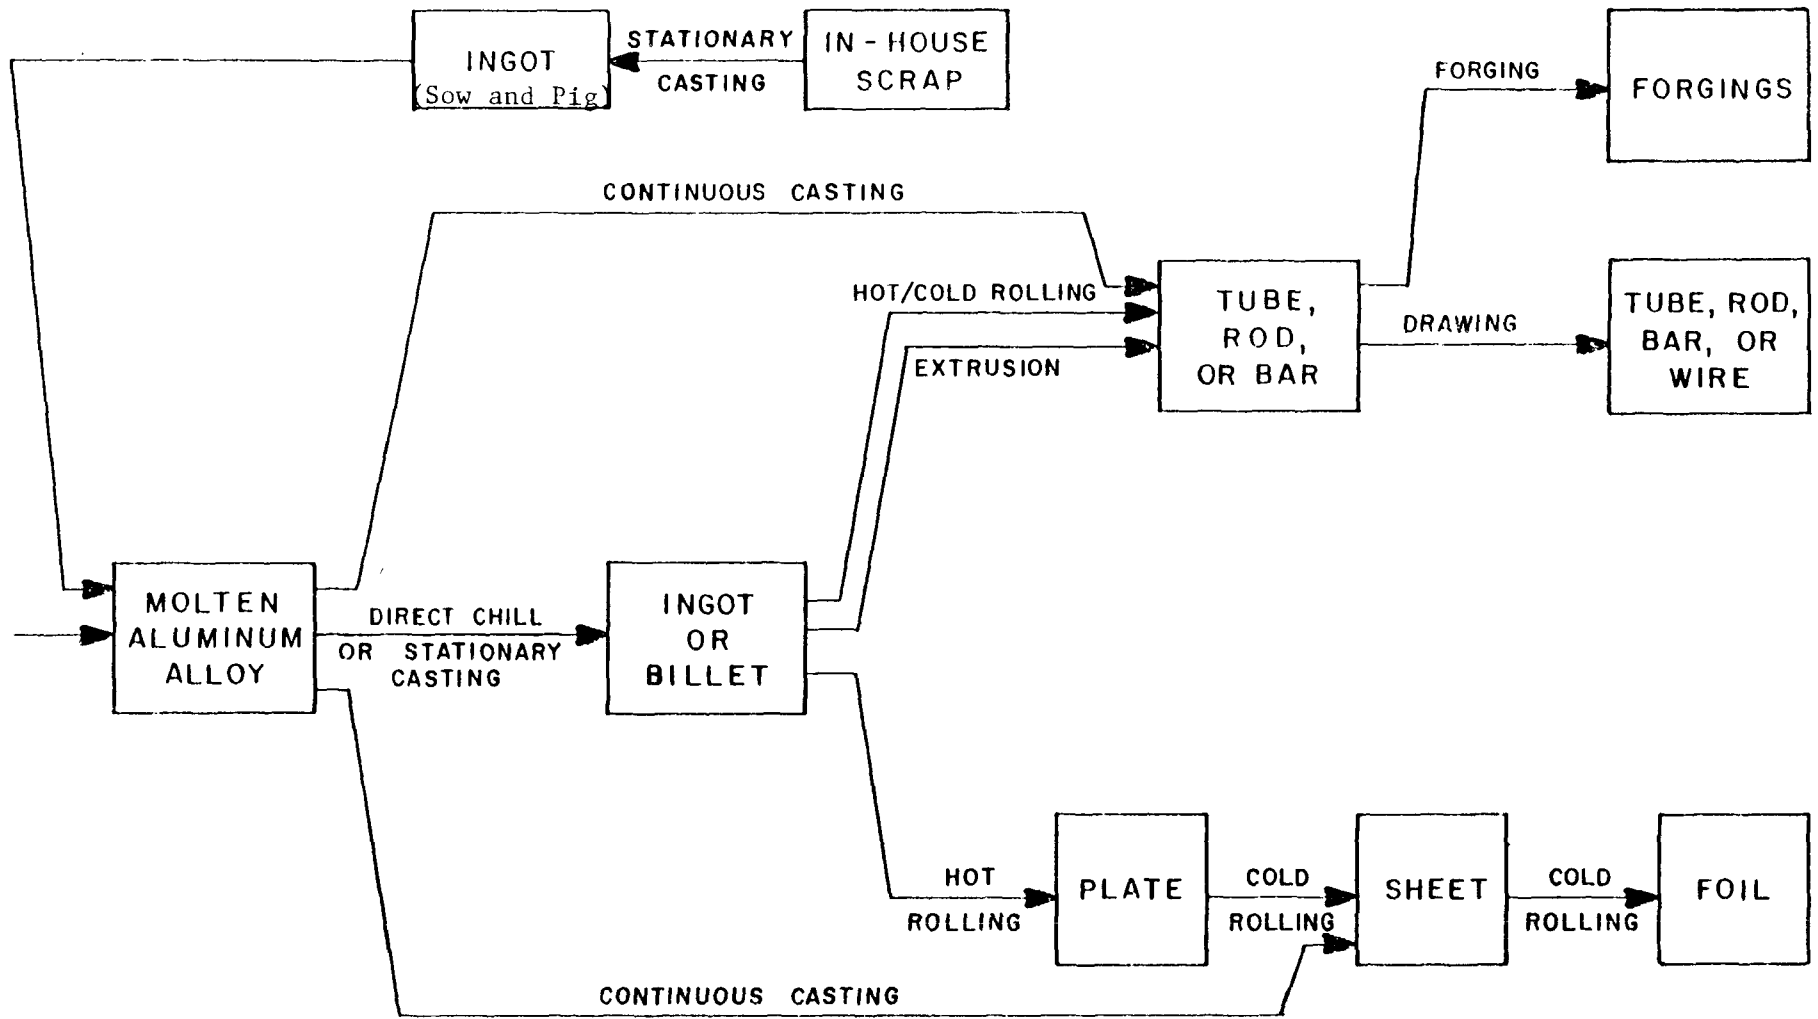 INGOT
(Sow and Pig)
STATIONARY
CASTING
IN-HOUSE
SCRAP
FORGING
FORGINGS
CONTINUOUS CASTING
HOT/COLD ROLLING
EXTRUSION
TUBE,
ROD,
OR BAR
DRAWING
TUBE, ROD,
BAR, OR
WIRE
MOLTEN
ALUMINUM
ALLOY
DIRECT CHILL
OR STATIONARY
CASTING
INGOT
OR
BILLET
HOT
ROLLING
PLATE
COLD
ROLLING
SHEET
COLD
ROLLING
FOIL
CONTINUOUS CASTING